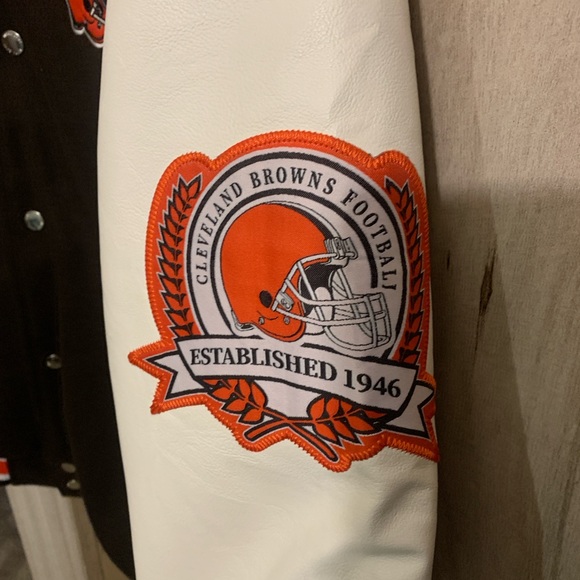 CLEVELAND BROWNS FOOTBALL
ESTABLISHED 1946